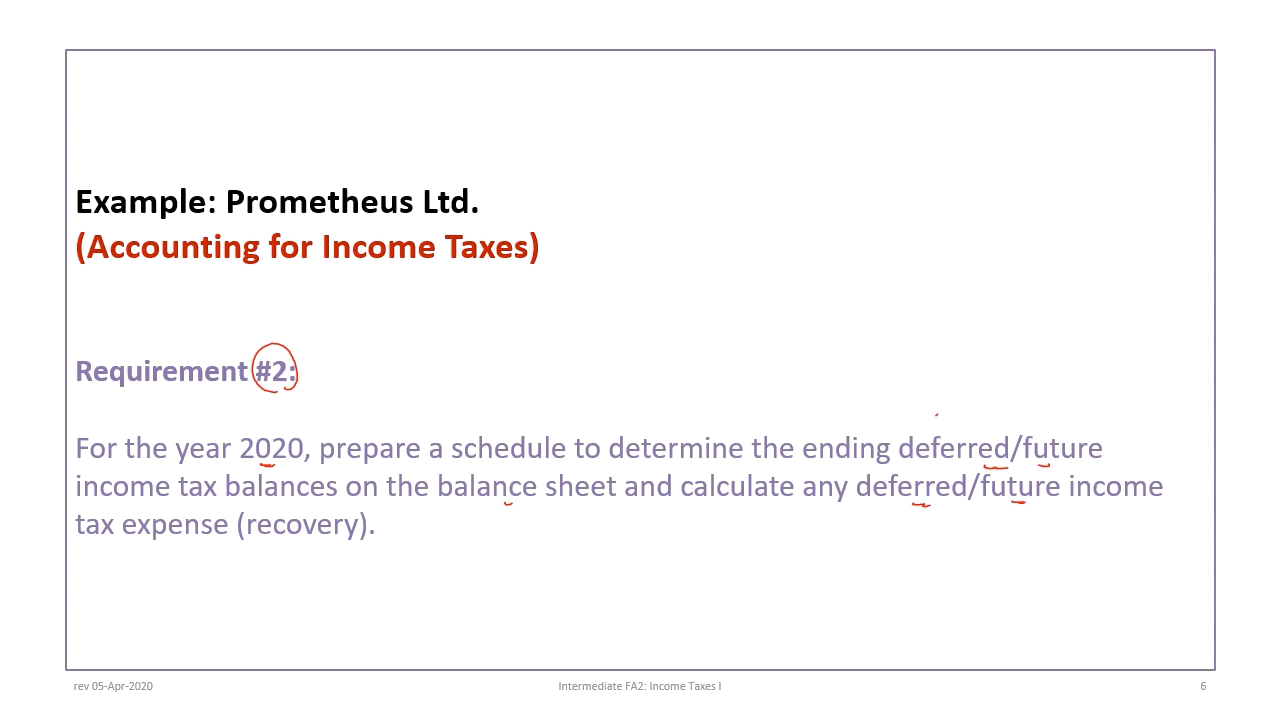 Example: Prometheus Ltd.
(Accounting for Income Taxes)
Requirement #2:
For the year 2020, prepare a schedule to determine the ending deferred/future
income tax balances on the balance sheet and calculate any deferred/future income
tax expense (recovery).
rev 05-Apr-2020
Intermediate FA2: Income Taxes I
6